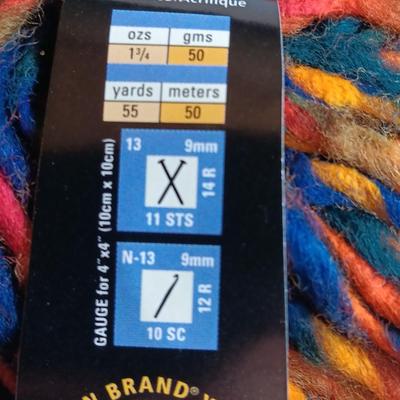 ozs gms
1¾ 50
yards meters
55 50
GAUGE for 4"x4" (10cm x 10cm)
13 9mm
14 R
11 STS
N-13 9mm
12 R
10 SC
BRAND®